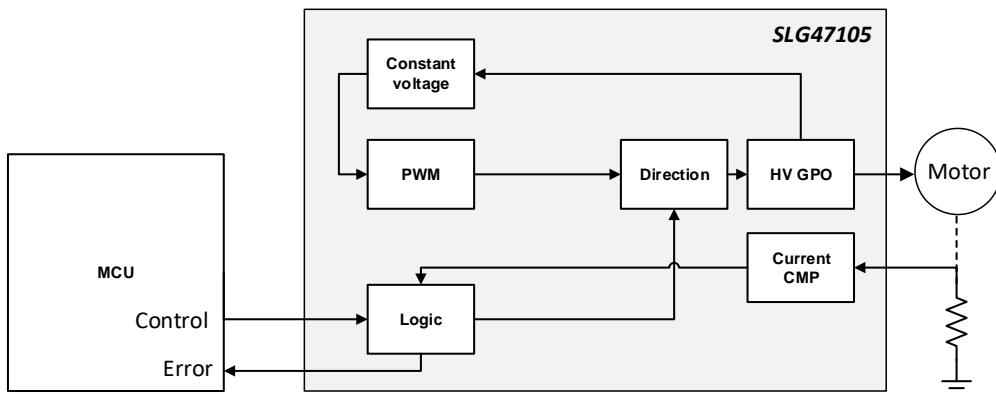 SLG47105
Constant
voltage
PWM
Direction
HV GPO
Motor
MCU
Current
CMP
Control
Logic
Error